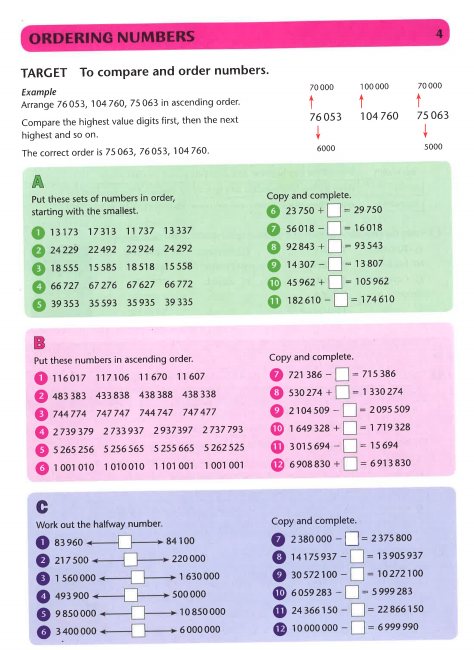 ORDERING NUMBERS 4
TARGET To compare and order numbers.
Example
Arrange 76 053, 104 760, 75 063 in ascending order.
Compare the highest value digits first, then the next
highest and so on.
The correct order is 75 063, 76 053, 104 760.
70 000 100 000 70 000
76 053 104 760 75 063
6000 5000
A
Put these sets of numbers in order,
starting with the smallest.
1 13 173 17 313 11 737 13 337
2 24 229 22 492 22 924 24 292
3 18 555 15 585 18 518 15 558
4 66 727 67 276 67 627 66 772
5 39 353 35 593 35 935 39 335
Copy and complete.
6 23 750 + □ = 29 750
7 56 018 − □ = 16 018
8 92 843 + □ = 93 543
9 14 307 − □ = 13 807
10 45 962 + □ = 105 962
11 182 610 − □ = 174 610
B
Put these numbers in ascending order.
1 116 017 117 106 11 670 11 607
2 483 383 433 838 438 388 438 338
3 744 774 747 747 744 747 747 477
4 2 739 379 2 733 937 2 937 397 2 737 793
5 5 265 256 5 256 565 5 255 665 5 262 525
6 1 001 010 1 010 010 1 101 001 1 001 001
Copy and complete.
7 721 386 − □ = 715 386
8 530 274 + □ = 1 330 274
9 2 104 509 − □ = 2 095 509
10 1 649 328 + □ = 1 719 328
11 3 015 694 − □ = 15 694
12 6 908 830 + □ = 6 913 830
C
Work out the halfway number.
1 83 960 ←□→ 84 100
2 217 500 ←□→ 220 000
3 1 560 000 ←□→ 1 630 000
4 493 900 ←□→ 500 000
5 9 850 000 ←□→ 10 850 000
6 3 400 000 ←□→ 6 000 000
Copy and complete.
7 2 380 000 − □ = 2 375 800
8 14 175 937 − □ = 13 905 937
9 30 572 100 − □ = 10 272 100
10 6 059 283 − □ = 5 999 283
11 24 366 150 − □ = 22 866 150
12 10 000 000 − □ = 6 999 990